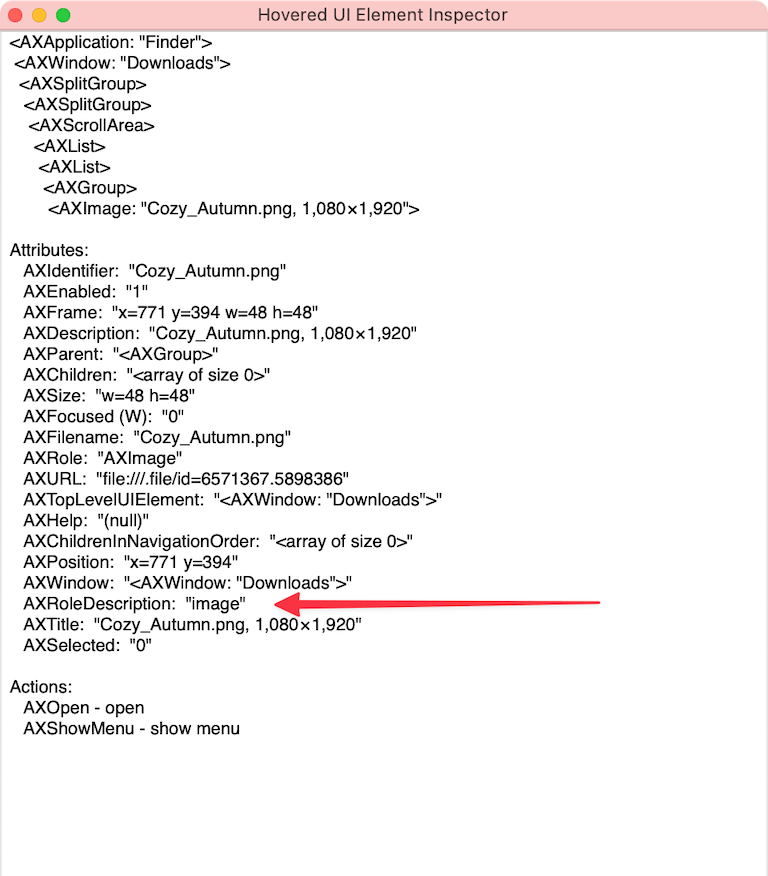 Hovered UI Element Inspector
<AXApplication: "Finder">
<AXWindow: "Downloads">
<AXSplitGroup>
<AXSplitGroup>
<AXScrollArea>
<AXList>
<AXList>
<AXGroup>
<AXImage: "Cozy_Autumn.png, 1,080×1,920">
Attributes:
AXIdentifier: "Cozy_Autumn.png"
AXEnabled: "1"
AXFrame: "x=771 y=394 w=48 h=48"
AXDescription: "Cozy_Autumn.png, 1,080×1,920"
AXParent: "<AXGroup>"
AXChildren: "<array of size 0>"
AXSize: "w=48 h=48"
AXFocused (W): "0"
AXFilename: "Cozy_Autumn.png"
AXRole: "AXImage"
AXURL: "file:///.file/id=6571367.5898386"
AXTopLevelUIElement: "<AXWindow: "Downloads">"
AXHelp: "(null)"
AXChildrenInNavigationOrder: "<array of size 0>"
AXPosition: "x=771 y=394"
AXWindow: "<AXWindow: "Downloads">"
AXRoleDescription: "image"
AXTitle: "Cozy_Autumn.png, 1,080×1,920"
AXSelected: "0"
Actions:
AXOpen - open
AXShowMenu - show menu